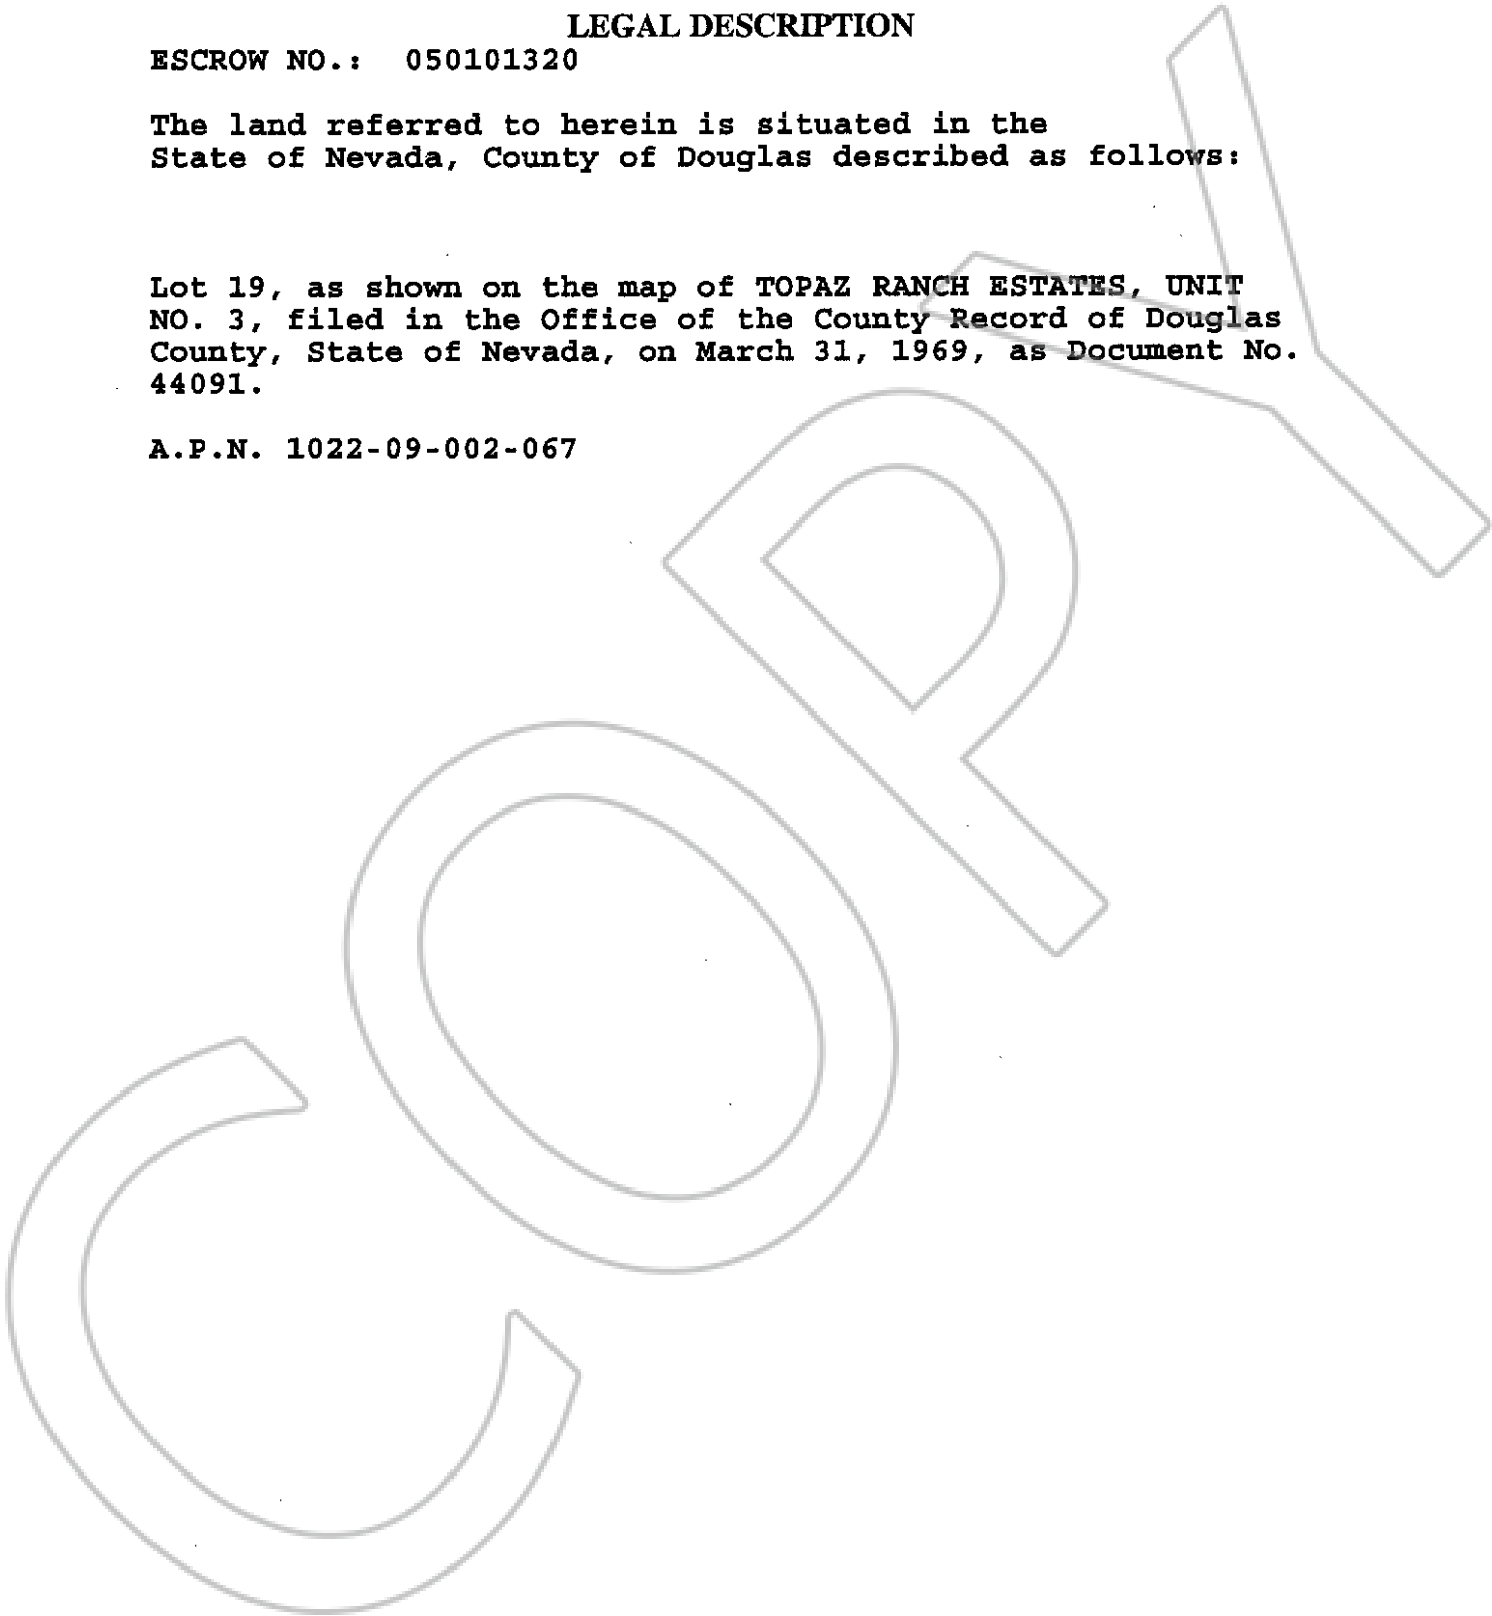 LEGAL DESCRIPTION
ESCROW NO.: 050101320
The land referred to herein is situated in the
State of Nevada, County of Douglas described as follows:
Lot 19, as shown on the map of TOPAZ RANCH ESTATES, UNIT
NO. 3, filed in the Office of the County Record of Douglas
County, State of Nevada, on March 31, 1969, as Document No.
44091.
A.P.N. 1022-09-002-067
COPY